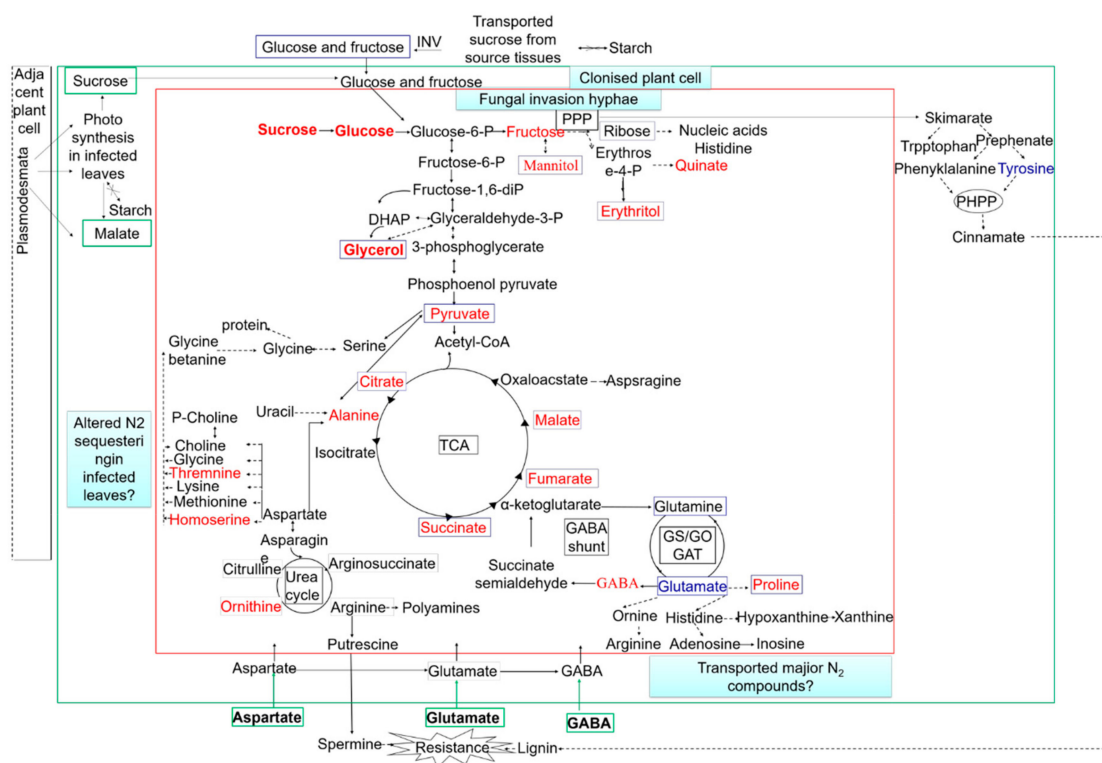 Transported
sucrose from
source tissues
INV
Starch
Glucose and fructose
Adja
cent
plant
cell
Plasmodesmata
Sucrose
Glucose and fructose
Clonised plant cell
Fungal invasion hyphae
Photo
synthesis
in infected
leaves
Starch
Malate
Sucrose
Glucose
Glucose-6-P
Fructose
PPP
Ribose
Nucleic acids
Histidine
Mannitol
Erythros
e-4-P
Quinate
Erythritol
Skimarate
Trpptophan
Prephenate
Phenyklalanine
Tyrosine
PHPP
Cinnamate
Fructose-6-P
Fructose-1,6-diP
DHAP
Glyceraldehyde-3-P
Glycerol
3-phosphoglycerate
Phosphoenol pyruvate
Pyruvate
Acetyl-CoA
protein
Glycine
betanine
Glycine
Serine
Citrate
Oxaloacstate
Aspsragine
Uracil
Alanine
Malate
Isocitrate
TCA
Fumarate
Succinate
α-ketoglutarate
Altered N2
sequesteri
ngin
infected
leaves?
P-Choline
Choline
Glycine
Thremnine
Lysine
Methionine
Homoserine
Aspartate
Asparagin
e
Citrulline
Arginosuccinate
Urea
cycle
Ornithine
Arginine
Polyamines
Putrescine
GABA
shunt
Glutamine
GS/GO
GAT
Succinate
semialdehyde
GABA
Glutamate
Proline
Ornine
Histidine
Hypoxanthine
Xanthine
Arginine
Adenosine
Inosine
Aspartate
Glutamate
GABA
Transported majior N2
compounds?
Aspartate
Glutamate
GABA
Spermine
Resistance
Lignin